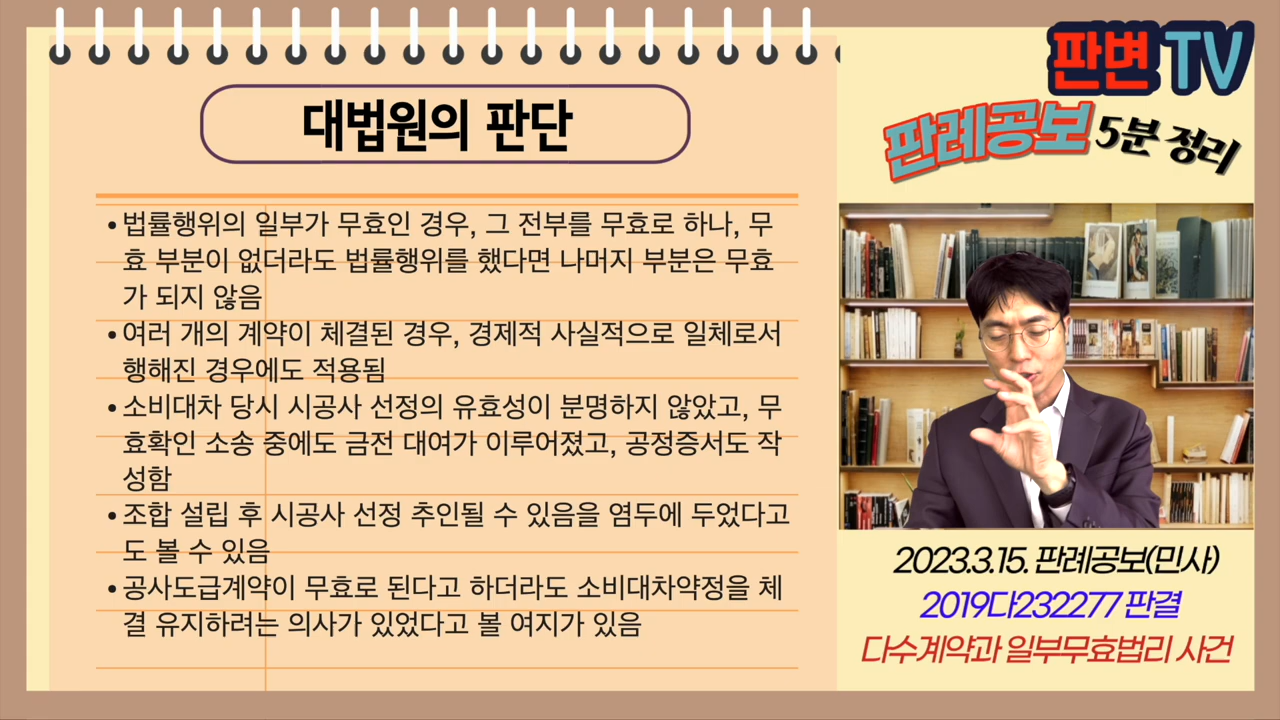 판변 TV
판례공보 5분 정리
대법원의 판단
• 법률행위의 일부가 무효인 경우, 그 전부를 무효로 하나, 무
효 부분이 없더라도 법률행위를 했다면 나머지 부분은 무효
가 되지 않음
• 여러 개의 계약이 체결된 경우, 경제적 사실적으로 일체로서
행해진 경우에도 적용됨
• 소비대차 당시 시공사 선정의 유효성이 분명하지 않았고, 무
효확인 소송 중에도 금전 대여가 이루어졌고, 공정증서도 작
성함
• 조합 설립 후 시공사 선정 추인될 수 있음을 염두에 두었다고
도 볼 수 있음
• 공사도급계약이 무효로 된다고 하더라도 소비대차약정을 체
결 유지하려는 의사가 있었다고 볼 여지가 있음
2023.3.15. 판례공보(민사)
2019다232277 판결
다수계약과 일부무효법리 사건